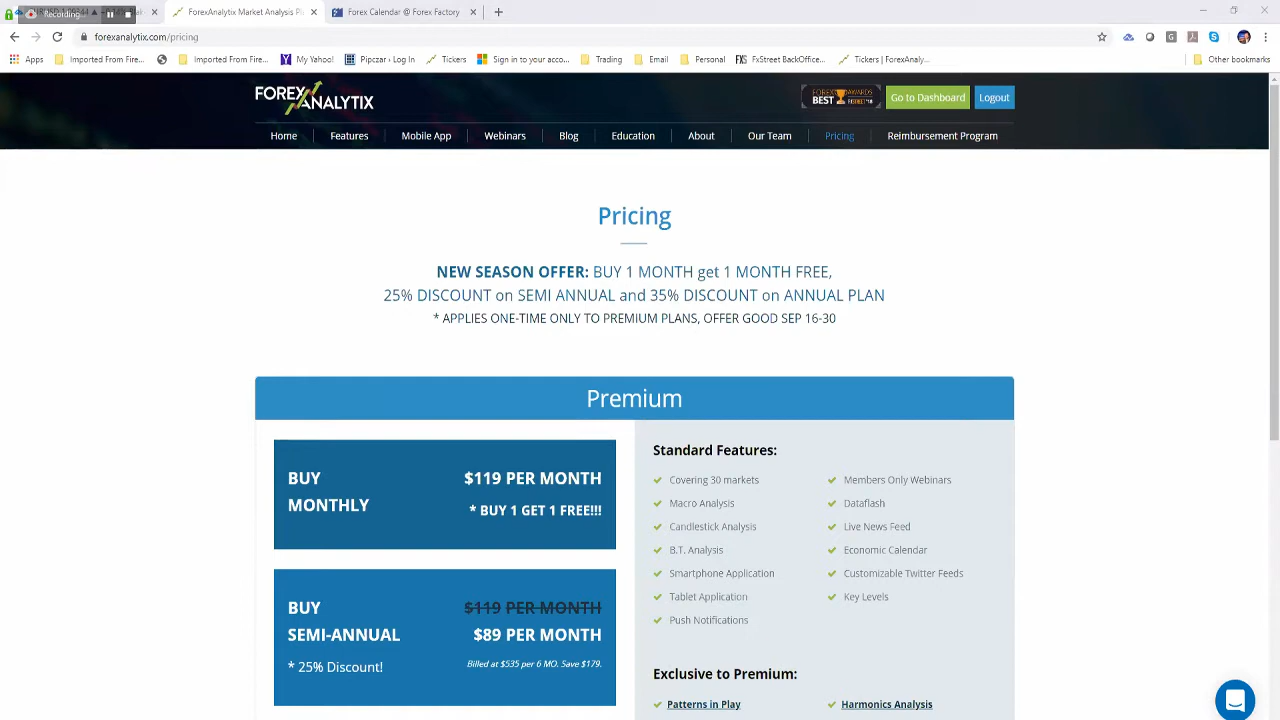 Recording...
ForexAnalytix Market Analysis Pl
Forex Calendar @ Forex Factory
forexanalytix.com/pricing
Apps
Imported From Fire...
Imported From Fire...
My Yahoo!
Pipczar › Log In
Tickers
Sign in to your acco...
Trading
Email
Personal
FxStreet BackOffice...
Tickers | ForexAnaly...
Other bookmarks
FOREX ANALYTIX
FOREX AWARDS
BEST
Go to Dashboard
Logout
Home
Features
Mobile App
Webinars
Blog
Education
About
Our Team
Pricing
Reimbursement Program
Pricing
NEW SEASON OFFER: BUY 1 MONTH get 1 MONTH FREE,
25% DISCOUNT on SEMI ANNUAL and 35% DISCOUNT on ANNUAL PLAN
* APPLIES ONE-TIME ONLY TO PREMIUM PLANS, OFFER GOOD SEP 16-30
Premium
BUY
MONTHLY
$119 PER MONTH
* BUY 1 GET 1 FREE!!!
BUY
SEMI-ANNUAL
* 25% Discount!
$119 PER MONTH
$89 PER MONTH
Billed at $535 per 6 MO. Save $179.
Standard Features:
Covering 30 markets
Macro Analysis
Candlestick Analysis
B.T. Analysis
Smartphone Application
Tablet Application
Push Notifications
Members Only Webinars
Dataflash
Live News Feed
Economic Calendar
Customizable Twitter Feeds
Key Levels
Exclusive to Premium:
Patterns in Play
Harmonics Analysis